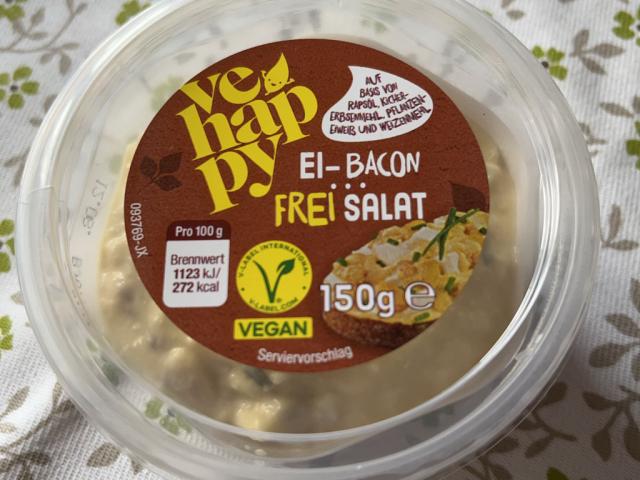 ve
hap
py
AUF
BASIS VON
RAPSÖL, KICHER-
ERBSENMEHL, PFLANZEN-
EIWEIß UND WEIZENMEHL
EI-BACON
...
FREI SALAT
093769-JX
Pro 100 g
Brennwert
1123 kJ/
272 kcal
V-LABEL INTERNATIONAL
V-LABEL.COM
VEGAN
150g e
Serviervorschlag